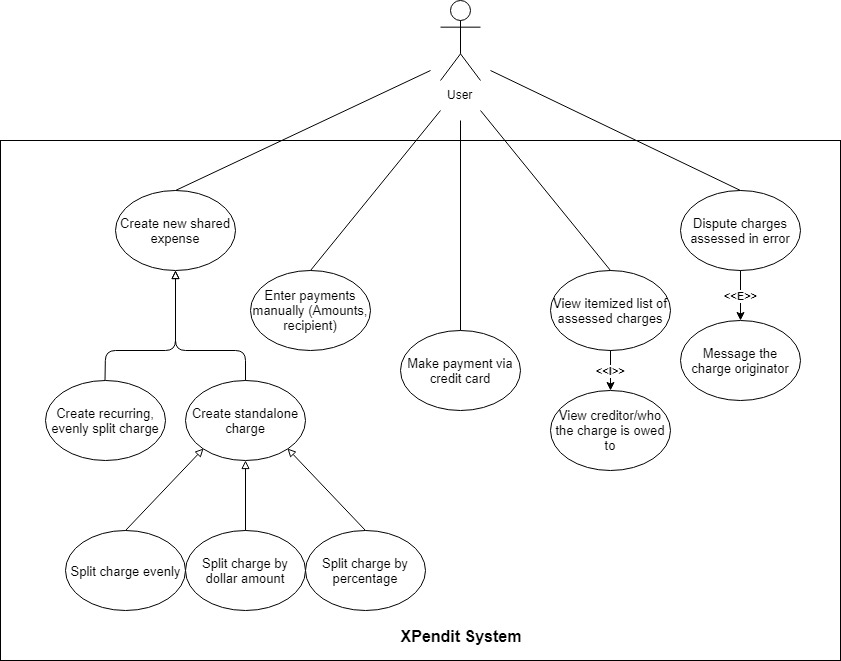 User
Create new shared
expense
Dispute charges
assessed in error
Enter payments
manually (Amounts,
recipient)
View itemized list of
assessed charges
<<E>>
Make payment via
credit card
Message the
charge originator
<<I>>
Create recurring,
evenly split charge
Create standalone
charge
View creditor/who
the charge is owed
to
Split charge evenly
Split charge by
dollar amount
Split charge by
percentage
XPendit System